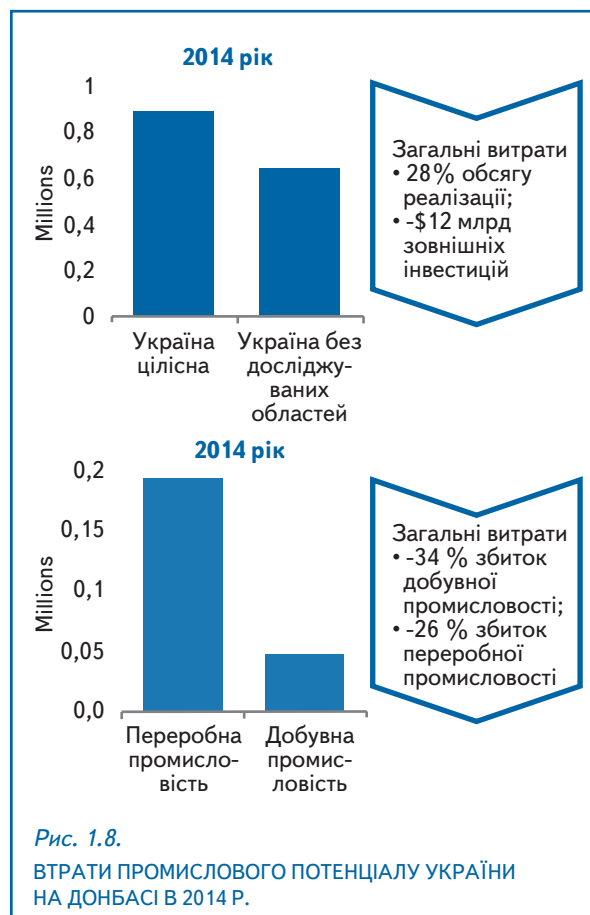 2014 рік
Millions
1
0,8
0,6
0,4
0,2
0
Україна
цілісна
Україна без
досліджу-
ваних
областей
Загальні витрати
• 28% обсягу
реалізації;
• -$12 млрд
зовнішніх
інвестицій
2014 рік
Millions
0,2
0,15
0,1
0,05
0,0
Переробна
промисло-
вість
Добувна
промис-
ловість
Загальні витрати
• -34 % збиток
добувної
промисловості;
• -26 % збиток
переробної
промисловості
Рис. 1.8.
ВТРАТИ ПРОМИСЛОВОГО ПОТЕНЦІАЛУ УКРАЇНИ
НА ДОНБАСІ В 2014 Р.